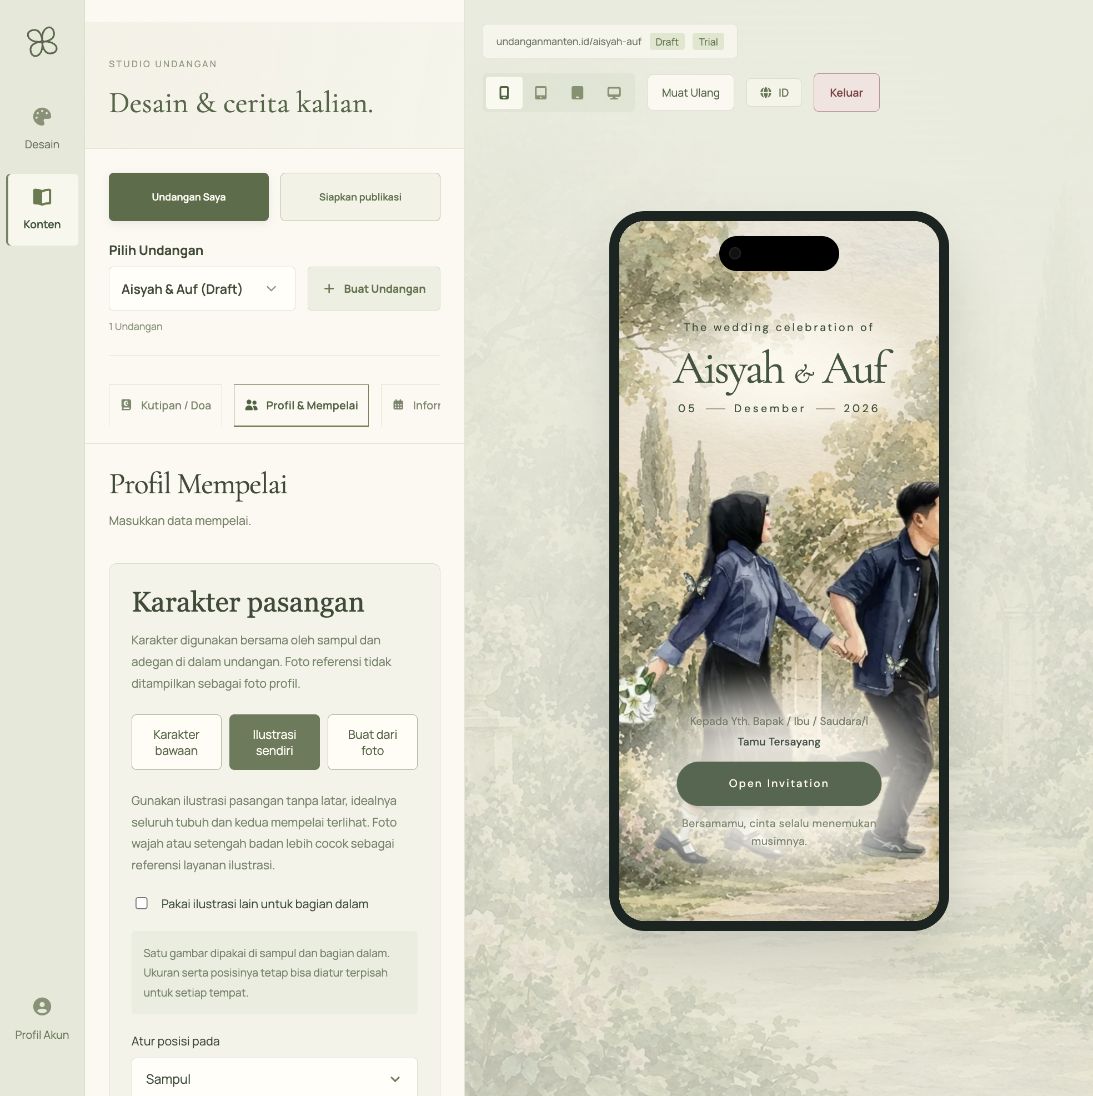 Desain
Konten
Profil Akun
STUDIO UNDANGAN
Desain & cerita kalian.
Undangan Saya
Siapkan publikasi
Pilih Undangan
Aisyah & Auf (Draft)
Buat Undangan
1 Undangan
Kutipan / Doa
Profil & Mempelai
Profil Mempelai
Masukkan data mempelai.
Karakter pasangan
Karakter digunakan bersama oleh sampul dan
adegan di dalam undangan. Foto referensi tidak
ditampilkan sebagai foto profil.
Karakter
bawaan
Ilustrasi
sendiri
Buat dari
foto
Gunakan ilustrasi pasangan tanpa latar, idealnya
seluruh tubuh dan kedua mempelai terlihat. Foto
wajah atau setengah badan lebih cocok sebagai
referensi layanan ilustrasi.
Pakai ilustrasi lain untuk bagian dalam
Satu gambar dipakai di sampul dan bagian dalam.
Ukuran serta posisinya tetap bisa diatur terpisah
untuk setiap tempat.
Atur posisi pada
Sampul
undanganmanten.id/aisyah-auf
Draft
Trial
Muat Ulang
ID
Keluar
The wedding celebration of
Aisyah & Auf
05 — Desember — 2026
Kepada Yth. Bapak / Ibu / Saudara/i
Tamu Tersayang
Open Invitation
Bersamamu, cinta selalu menemukan
musimnya.